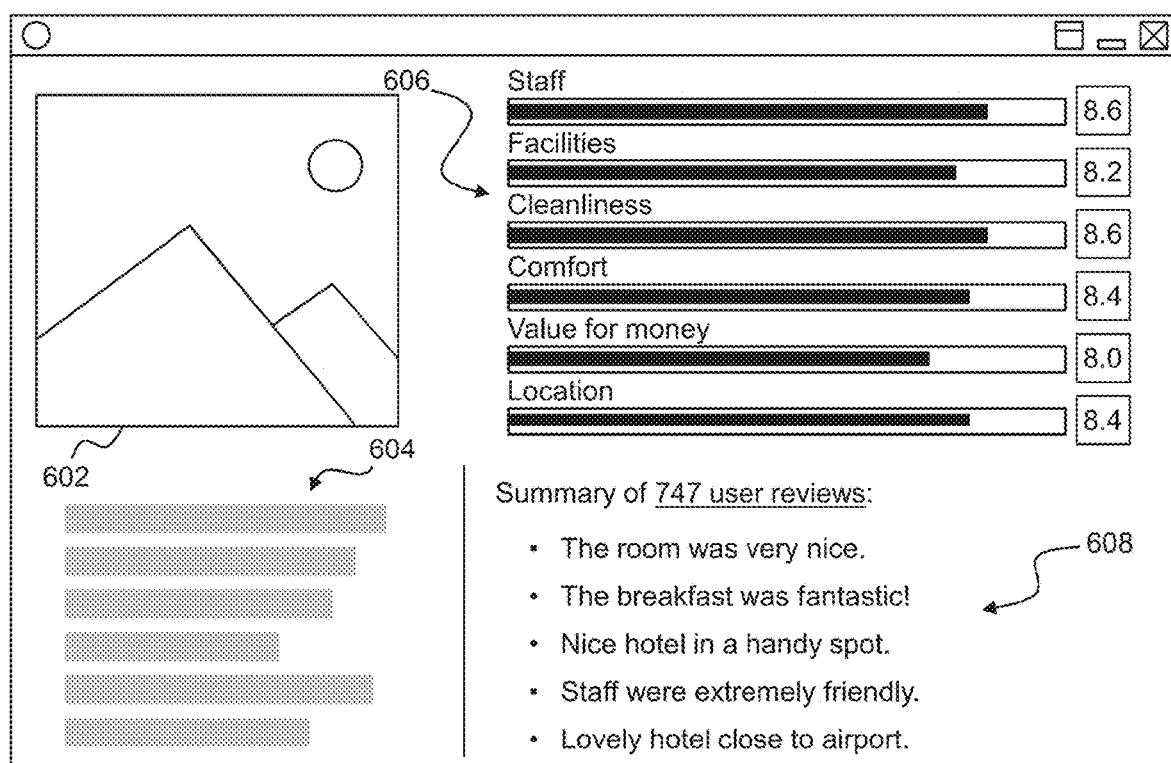 606
Staff
8.6
Facilities
8.2
Cleanliness
8.6
Comfort
8.4
Value for money
8.0
Location
8.4
602
604
Summary of 747 user reviews:
• The room was very nice.
• The breakfast was fantastic!
• Nice hotel in a handy spot.
• Staff were extremely friendly.
• Lovely hotel close to airport.
608